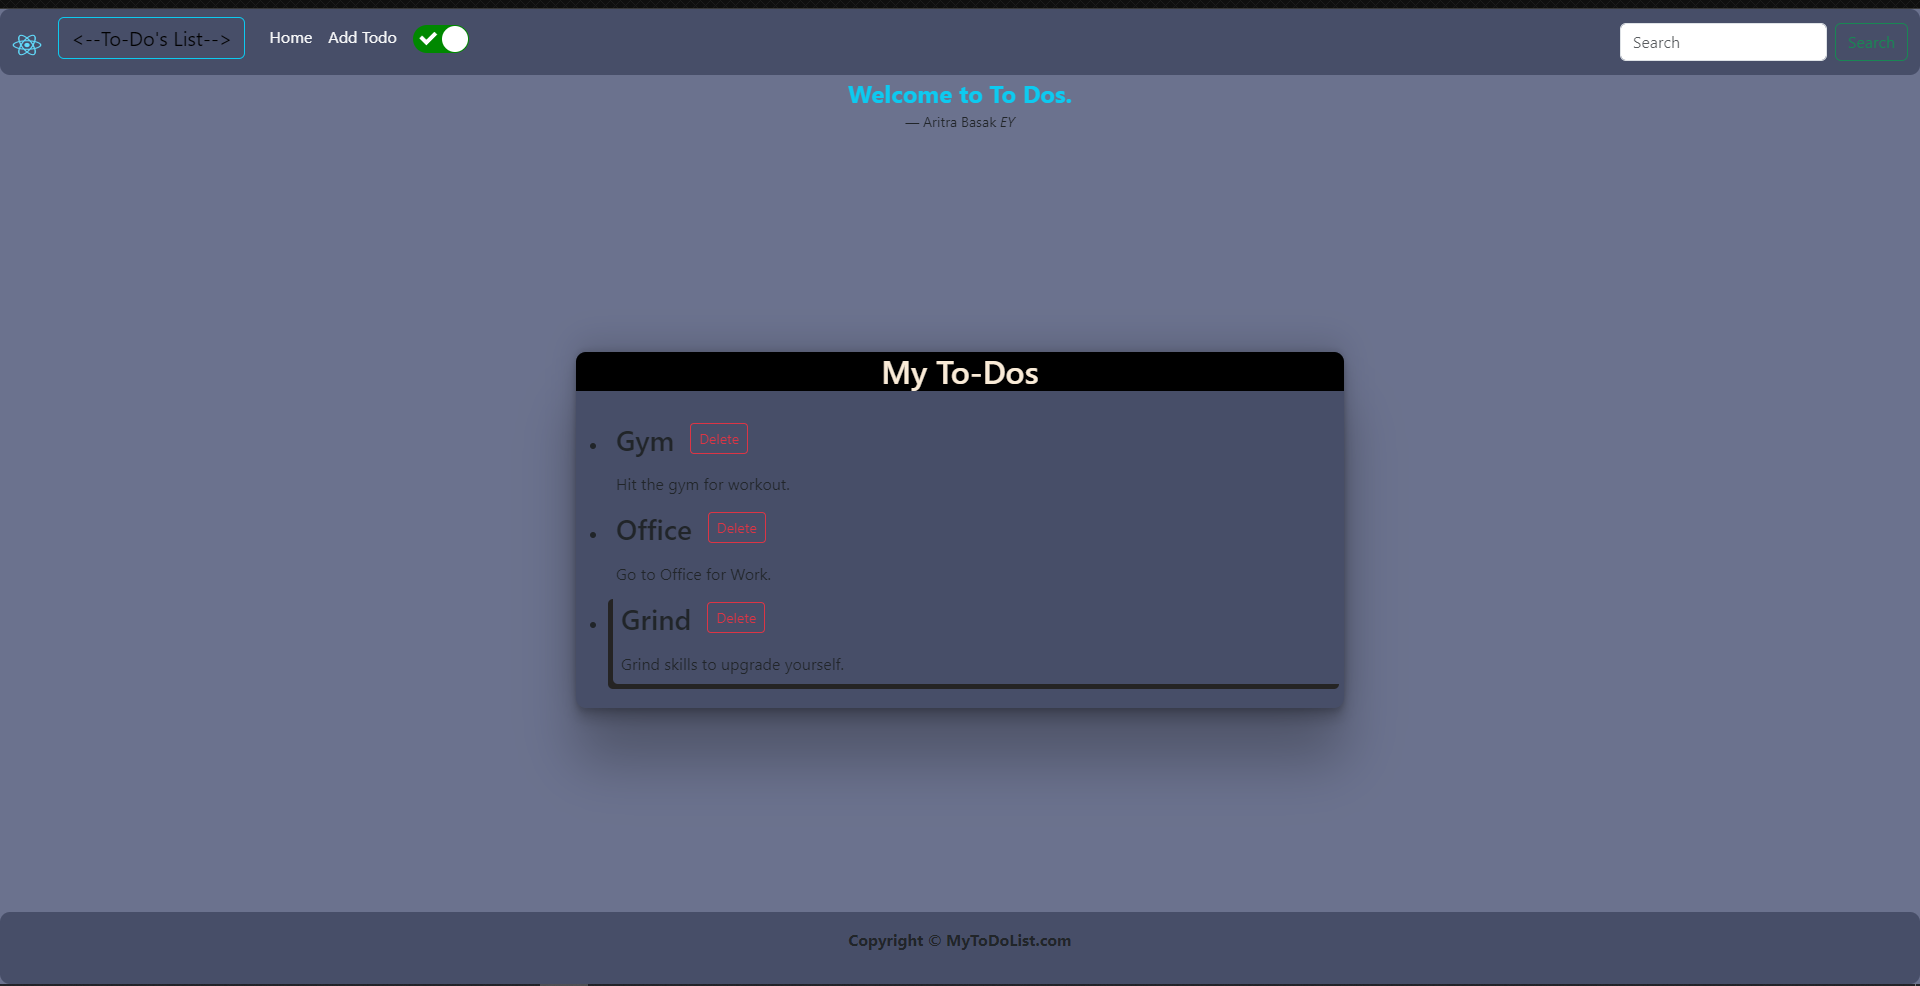 <--To-Do's List-->
Home
Add Todo
Search
Search
Welcome to To Dos.
— Aritra Basak EY
My To-Dos
Gym
Delete
Hit the gym for workout.
Office
Delete
Go to Office for Work.
Grind
Delete
Grind skills to upgrade yourself.
Copyright © MyToDoList.com